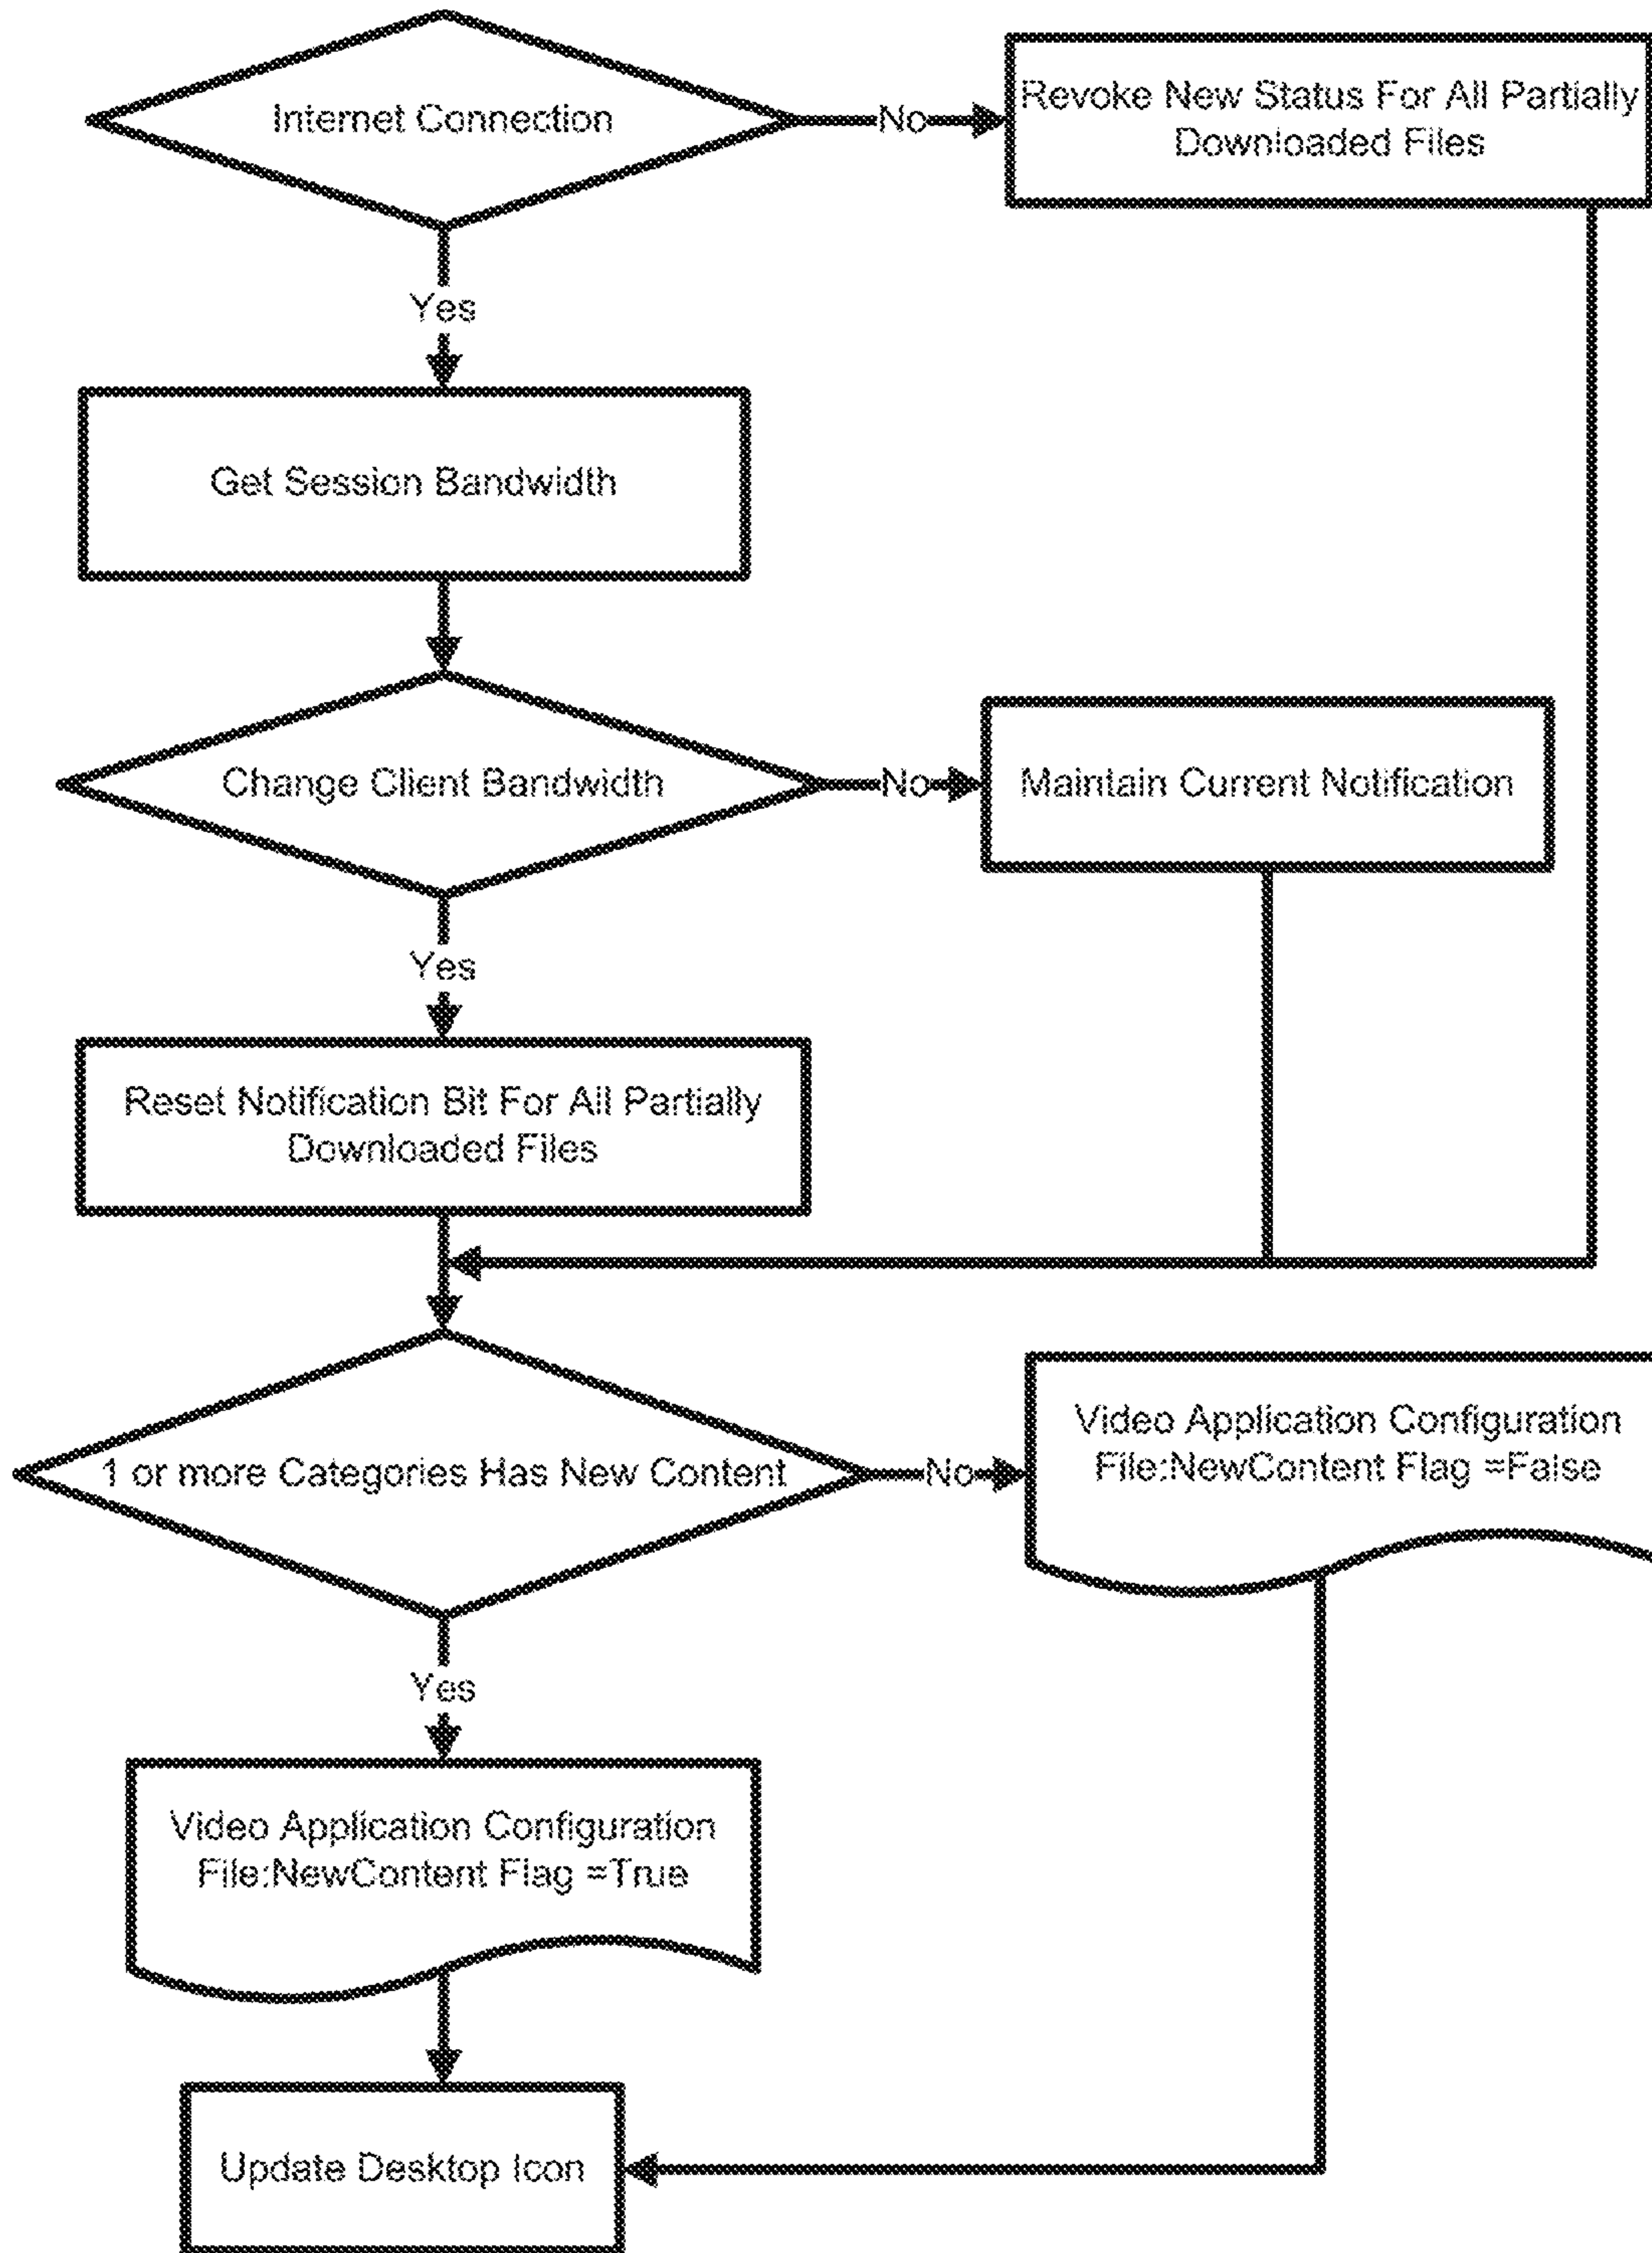 Internet Connection
No
Revoke New Status For All Partially
Downloaded Files
Yes
Get Session Bandwidth
Change Client Bandwidth
No
Maintain Current Notification
Yes
Reset Notification Bit For All Partially
Downloaded Files
1 or more Categories Has New Content
No
Video Application Configuration
File:NewContent Flag =False
Yes
Video Application Configuration
File:NewContent Flag =True
Update Desktop Icon